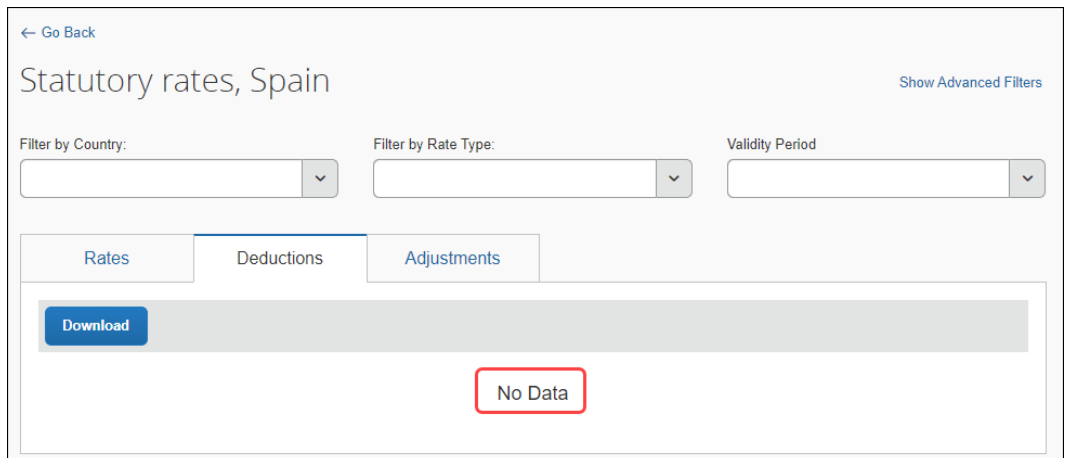 ← Go Back
Statutory rates, Spain
Show Advanced Filters
Filter by Country:
Filter by Rate Type:
Validity Period
Rates
Deductions
Adjustments
Download
No Data